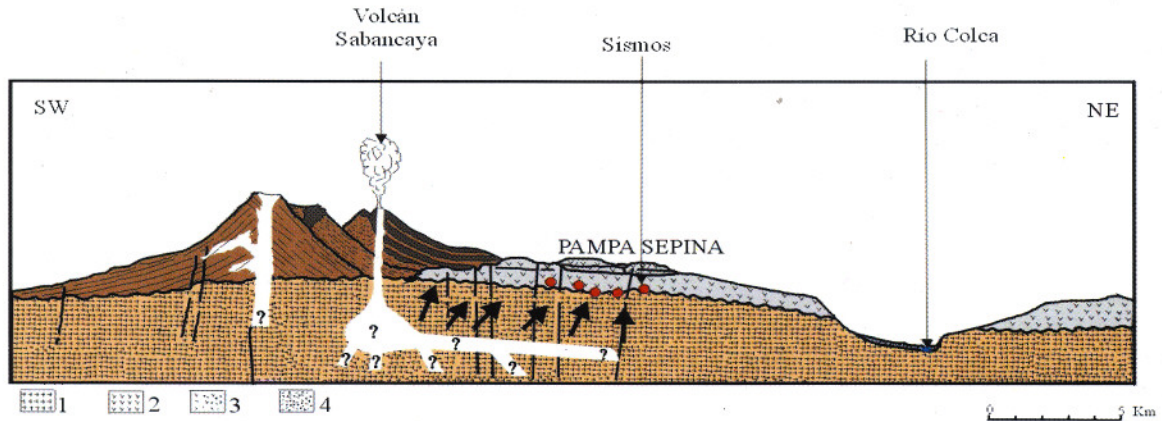 Volcán
Sabancaya
Sismos
Río Colca
SW
NE
PAMPA SEPINA
?
?
?
?
?
?
?
?
1
2
3
4
0 5 Km